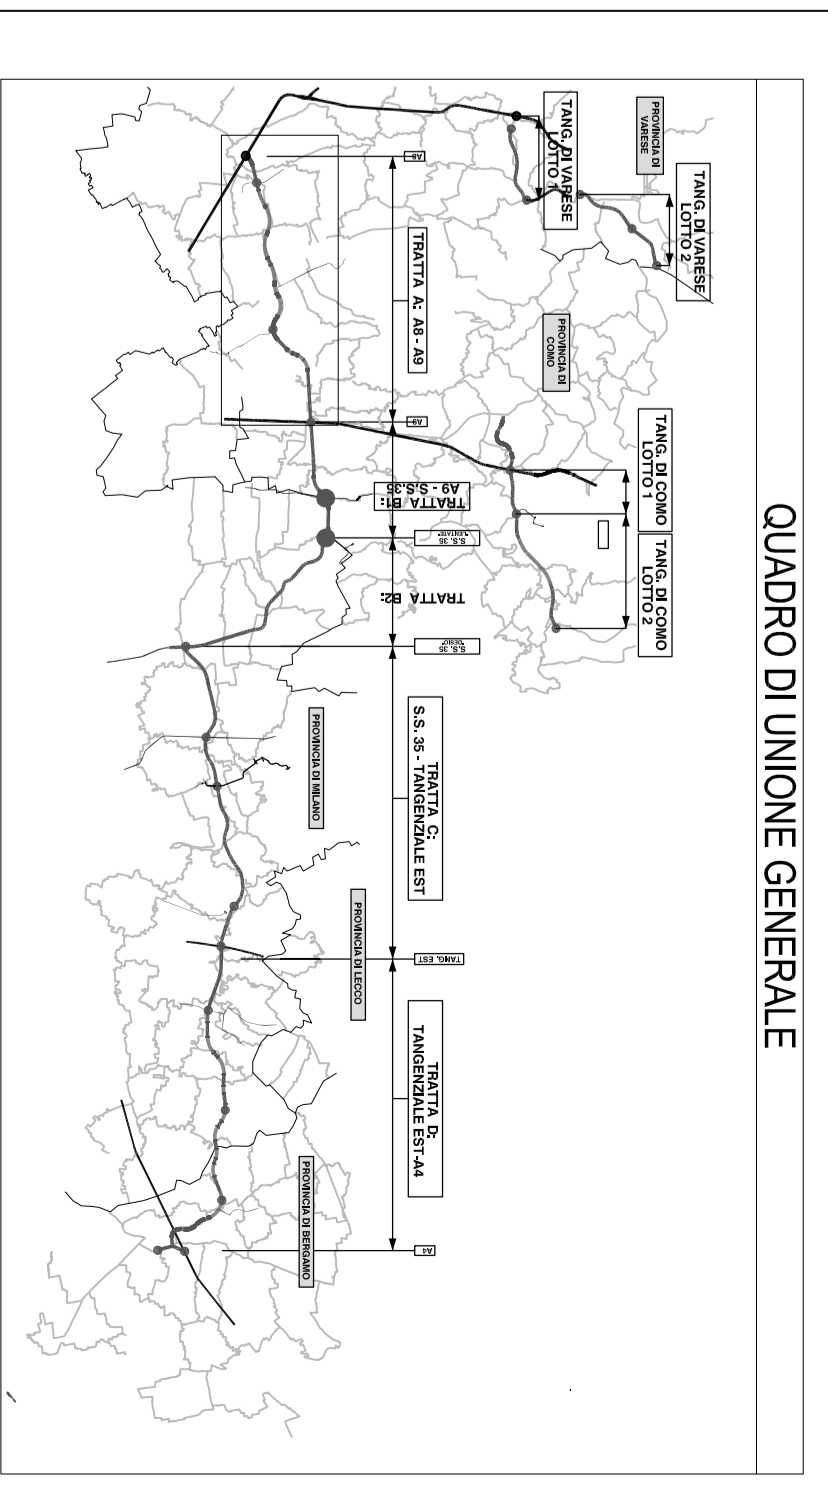 QUADRO DI UNIONE GENERALE
TANG. DI VARESE
LOTTO 2
PROVINCIA DI
VARESE
TANG. DI VARESE
LOTTO 1
PROVINCIA DI
COMO
TANG. DI COMO
LOTTO 1
TANG. DI COMO
LOTTO 2
A8
TRATTA A: A8 - A9
A9
TRATTA B1:
A9 - S.S.35
S.S. 35
"LENTATE"
TRATTA B2:
S.S. 35
"DESIO"
TRATTA C:
S.S. 35 - TANGENZIALE EST
TANG. EST
TRATTA D:
TANGENZIALE EST-A4
A4
PROVINCIA DI MILANO
PROVINCIA DI LECCO
PROVINCIA DI BERGAMO